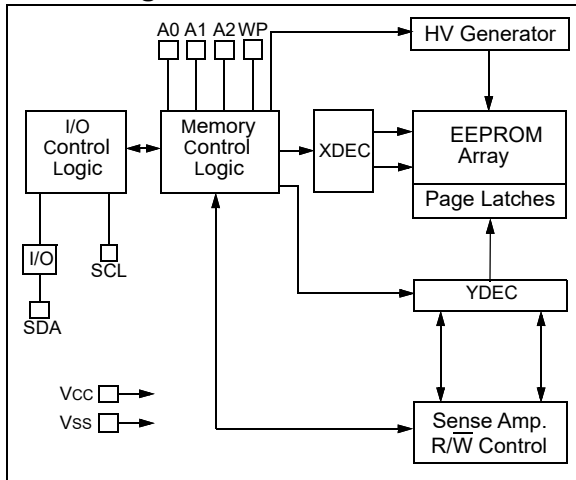 A0 A1 A2 WP
HV Generator
I/O
Control
Logic
Memory
Control
Logic
XDEC
EEPROM
Array
Page Latches
I/O
SCL
SDA
YDEC
VCC
VSS
Sense Amp.
R/W̅ Control